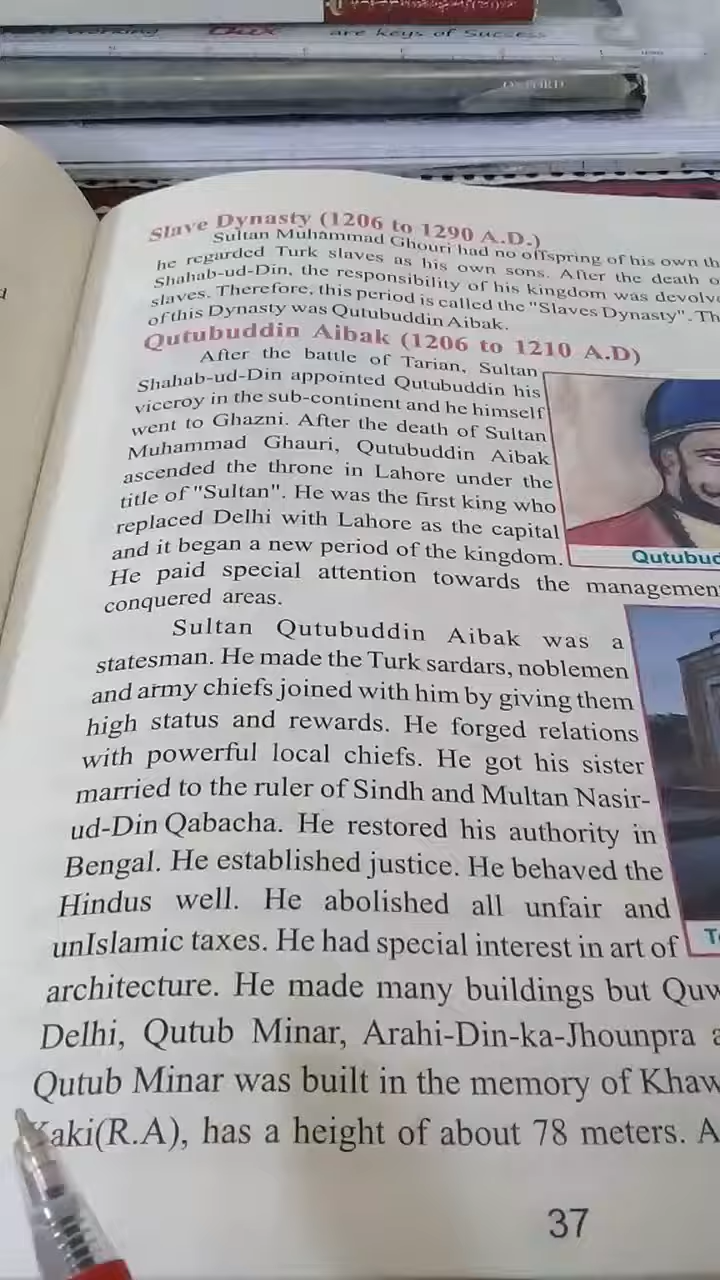 are keys of Success
OXFORD
Slave Dynasty (1206 to 1290 A.D.)
Sultan Muhammad Ghouri had no offspring of his own th
he regarded Turk slaves as his own sons. After the death o
Shahab-ud-Din, the responsibility of his kingdom was devolv
slaves. Therefore, this period is called the "Slaves Dynasty". Th
of this Dynasty was Qutubuddin Aibak.
Qutubuddin Aibak (1206 to 1210 A.D)
After the battle of Tarian, Sultan
Shahab-ud-Din appointed Qutubuddin his
viceroy in the sub-continent and he himself
went to Ghazni. After the death of Sultan
Muhammad Ghauri, Qutubuddin Aibak
ascended the throne in Lahore under the
title of "Sultan". He was the first king who
replaced Delhi with Lahore as the capital
and it began a new period of the kingdom.
He paid special attention towards the managemen
conquered areas.
Qutubud
Sultan Qutubuddin Aibak was a
statesman. He made the Turk sardars, noblemen
and army chiefs joined with him by giving them
high status and rewards. He forged relations
with powerful local chiefs. He got his sister
married to the ruler of Sindh and Multan Nasir-
ud-Din Qabacha. He restored his authority in
Bengal. He established justice. He behaved the
Hindus well. He abolished all unfair and
unIslamic taxes. He had special interest in art of
architecture. He made many buildings but Quw
Delhi, Qutub Minar, Arahi-Din-ka-Jhounpra a
Qutub Minar was built in the memory of Khaw
Kaki(R.A), has a height of about 78 meters. A
37